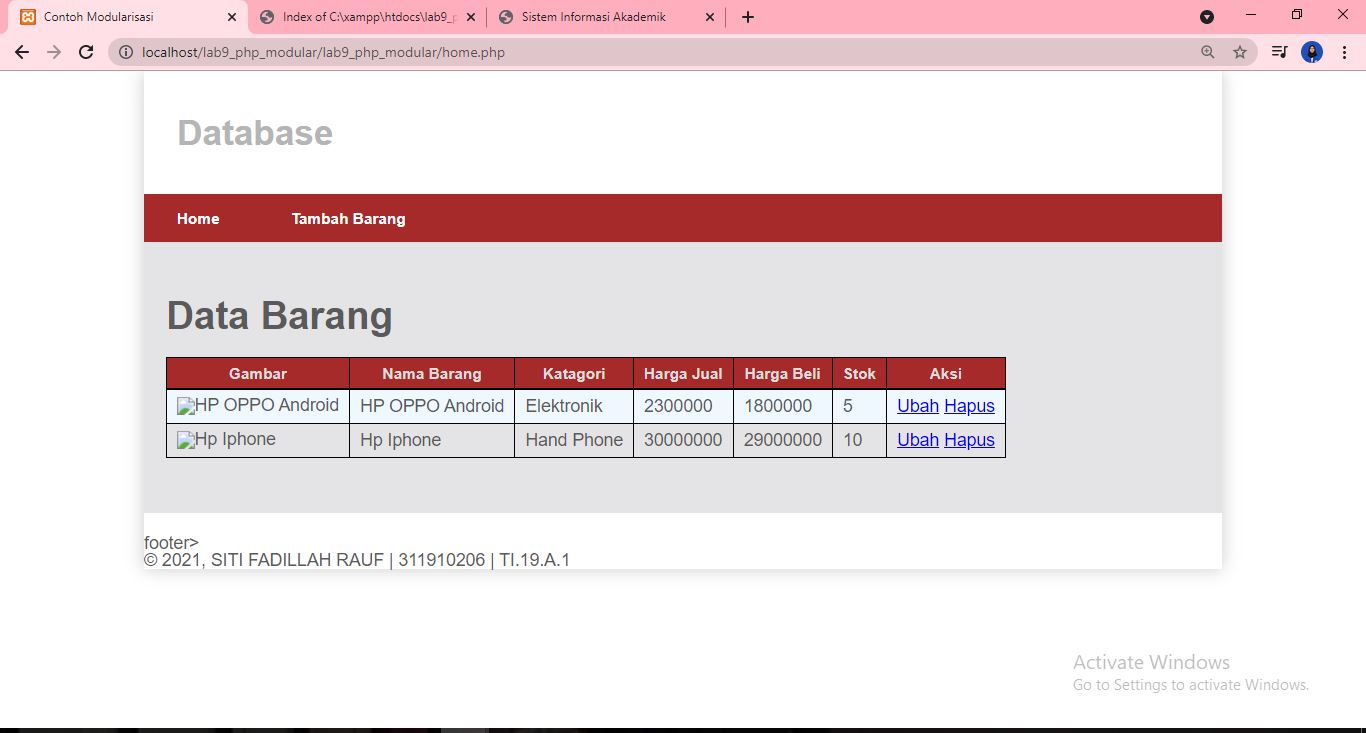 Contoh Modularisasi
Index of C:\xampp\htdocs\lab9_p
Sistem Informasi Akademik
localhost/lab9_php_modular/lab9_php_modular/home.php
Database
Home Tambah Barang
Data Barang
Gambar Nama Barang Katagori Harga Jual Harga Beli Stok Aksi
HP OPPO Android HP OPPO Android Elektronik 2300000 1800000 5 Ubah Hapus
Hp Iphone Hp Iphone Hand Phone 30000000 29000000 10 Ubah Hapus
footer>
© 2021, SITI FADILLAH RAUF | 311910206 | TI.19.A.1
Activate Windows
Go to Settings to activate Windows.